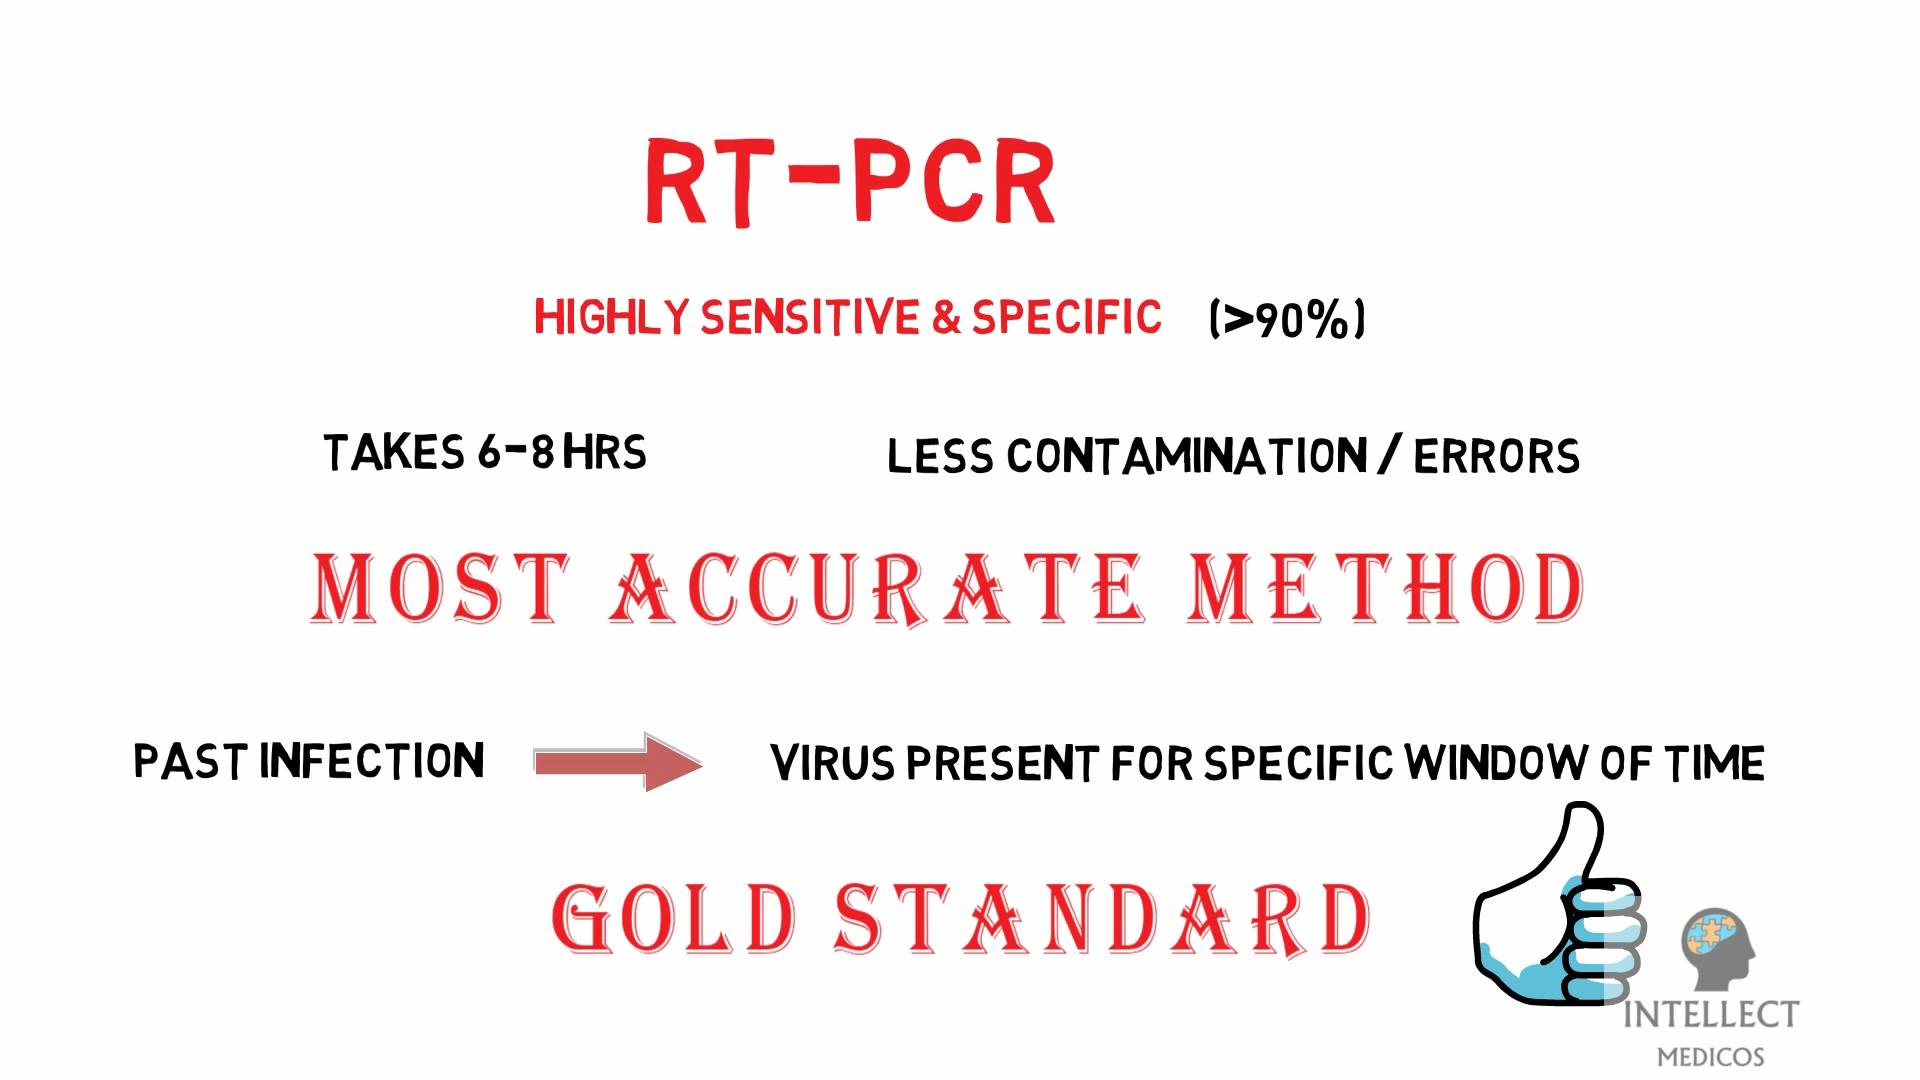 RT-PCR
HIGHLY SENSITIVE & SPECIFIC (>90%)
TAKES 6-8 HRS LESS CONTAMINATION / ERRORS
MOST ACCURATE METHOD
PAST INFECTION VIRUS PRESENT FOR SPECIFIC WINDOW OF TIME
GOLD STANDARD
INTELLECT
MEDICOS